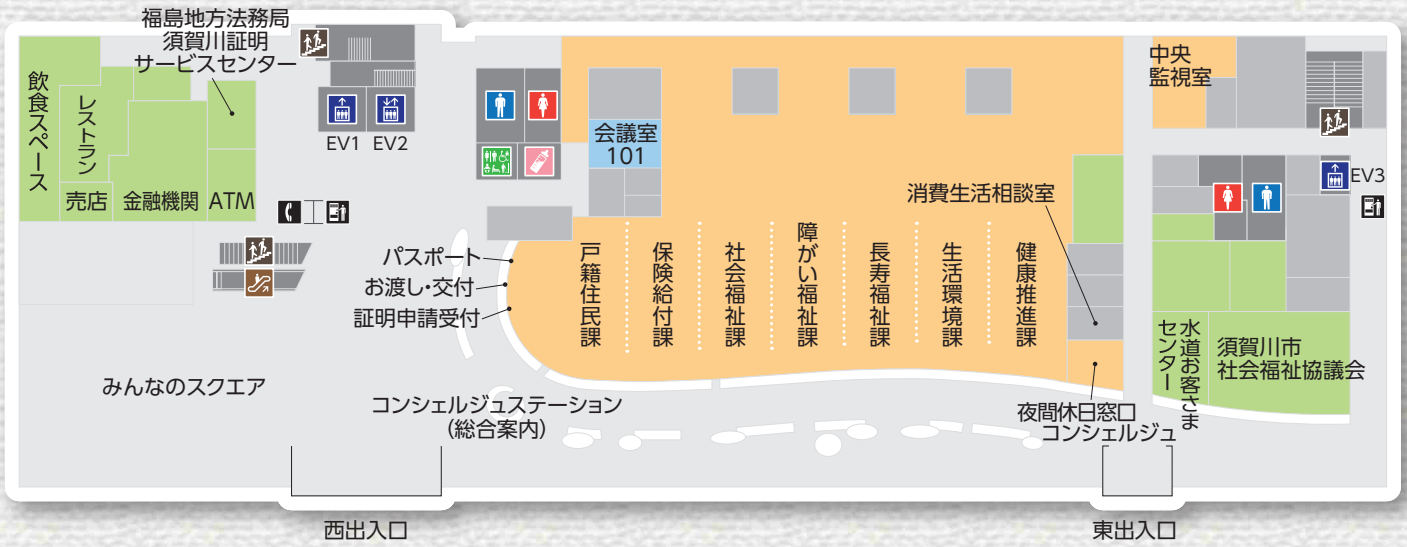 福島地方法務局
須賀川証明
サービスセンター
飲食スペース
レストラン
売店
金融機関
ATM
EV1
EV2
会議室
101
中央
監視室
EV3
消費生活相談室
パスポート
お渡し・交付
証明申請受付
戸籍住民課
保険給付課
社会福祉課
障がい福祉課
長寿福祉課
生活環境課
健康推進課
水道お客さま
センター
須賀川市
社会福祉協議会
みんなのスクエア
コンシェルジュステーション
(総合案内)
夜間休日窓口
コンシェルジュ
西出入口
東出入口